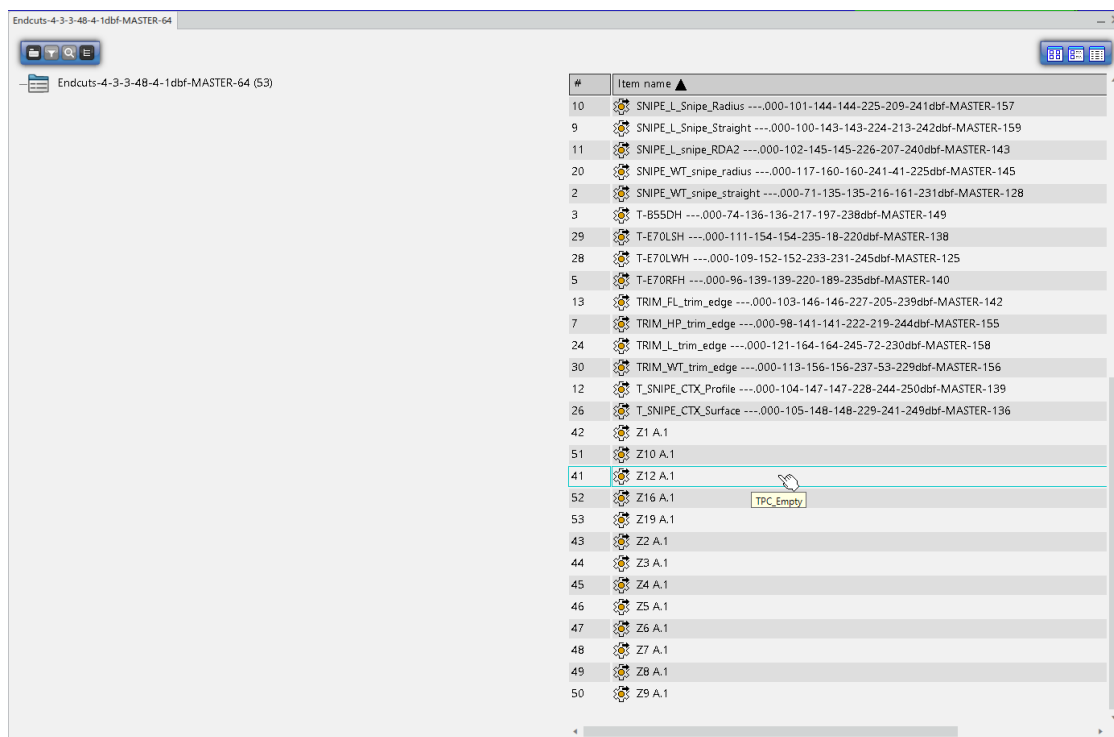 Endcuts-4-3-3-48-4-1dbf-MASTER-64
Endcuts-4-3-3-48-4-1dbf-MASTER-64 (53)
# Item name
10 SNIPE_L_Snipe_Radius ---.000-101-144-144-225-209-241dbf-MASTER-157
9 SNIPE_L_Snipe_Straight ---.000-100-143-143-224-213-242dbf-MASTER-159
11 SNIPE_L_snipe_RDA2 ---.000-102-145-145-226-207-240dbf-MASTER-143
20 SNIPE_WT_snipe_radius ---.000-117-160-160-241-41-225dbf-MASTER-145
2 SNIPE_WT_snipe_straight ---.000-71-135-135-216-161-231dbf-MASTER-128
3 T-B55DH ---.000-74-136-136-217-197-238dbf-MASTER-149
29 T-E70LSH ---.000-111-154-154-235-18-220dbf-MASTER-138
28 T-E70LWH ---.000-109-152-152-233-231-245dbf-MASTER-125
5 T-E70RFH ---.000-96-139-139-220-189-235dbf-MASTER-140
13 TRIM_FL_trim_edge ---.000-103-146-146-227-205-239dbf-MASTER-142
7 TRIM_HP_trim_edge ---.000-98-141-141-222-219-244dbf-MASTER-155
24 TRIM_L_trim_edge ---.000-121-164-164-245-72-230dbf-MASTER-158
30 TRIM_WT_trim_edge ---.000-113-156-156-237-53-229dbf-MASTER-156
12 T_SNIPE_CTX_Profile ---.000-104-147-147-228-244-250dbf-MASTER-139
26 T_SNIPE_CTX_Surface ---.000-105-148-148-229-241-249dbf-MASTER-136
42 Z1 A.1
51 Z10 A.1
41 Z12 A.1
52 Z16 A.1
TPC_Empty
53 Z19 A.1
43 Z2 A.1
44 Z3 A.1
45 Z4 A.1
46 Z5 A.1
47 Z6 A.1
48 Z7 A.1
49 Z8 A.1
50 Z9 A.1